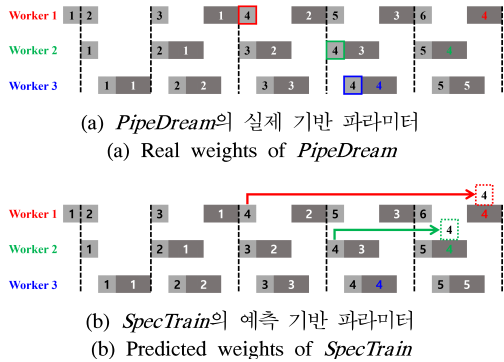 Worker 1 1 2 3 1 4 2 5 3 6 4
Worker 2 1 2 1 3 2 4 3 5 4
Worker 3 1 1 2 2 3 3 4 4 5 5
(a) PipeDream의 실제 기반 파라미터
(a) Real weights of PipeDream
4
Worker 1 1 2 3 1 4 2 5 3 6 4
4
Worker 2 1 2 1 3 2 4 3 5 4
Worker 3 1 1 2 2 3 3 4 4 5 5
(b) SpecTrain의 예측 기반 파라미터
(b) Predicted weights of SpecTrain